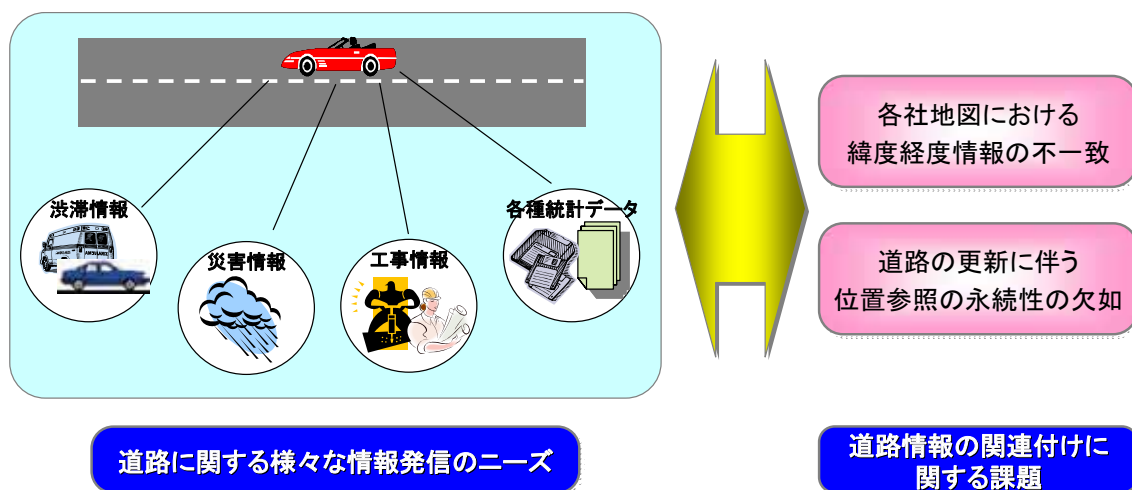 渋滞情報
災害情報
工事情報
各種統計データ
各社地図における
緯度経度情報の不一致
道路の更新に伴う
位置参照の永続性の欠如
道路に関する様々な情報発信のニーズ
道路情報の関連付けに
関する課題